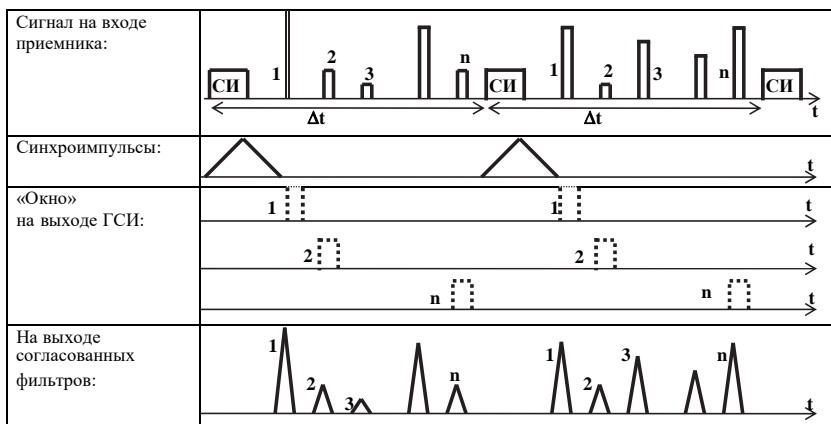 Сигнал на входе
приемника:
СИ 1 2 3 n СИ 1 2 3 n СИ
Δt Δt t
Синхроимпульсы:
t
«Окно»
на выходе ГСИ:
1 1 t
2 2 t
n n t
На выходе
согласованных
фильтров:
1 2 3 n 1 2 3 n t